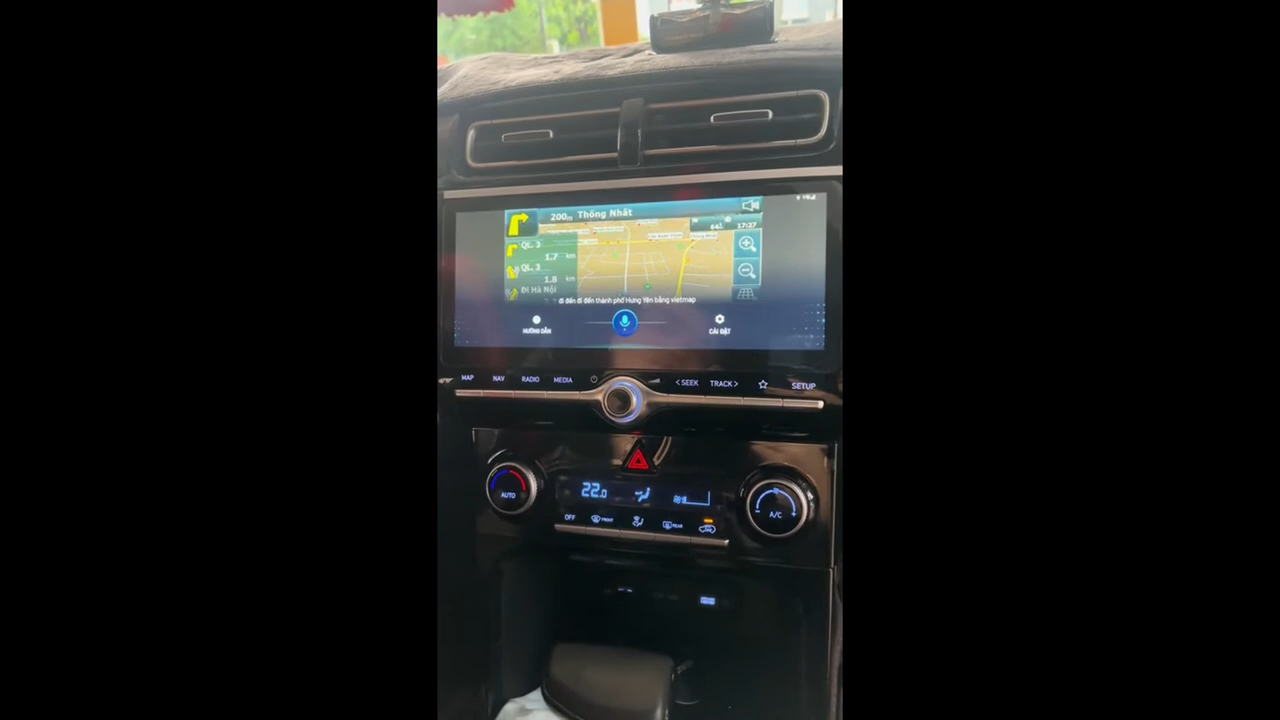 200m Thống Nhất
QL 3
1.7 km
QL 3
1.8 km
Đi Hà Nội
17:27
đi đến đi đến thành phố Hưng Yên bằng vietmap
HƯỚNG DẪN
CÀI ĐẶT
MAP NAV RADIO MEDIA < SEEK TRACK > SETUP
AUTO
22.0
A/C
OFF FRONT REAR